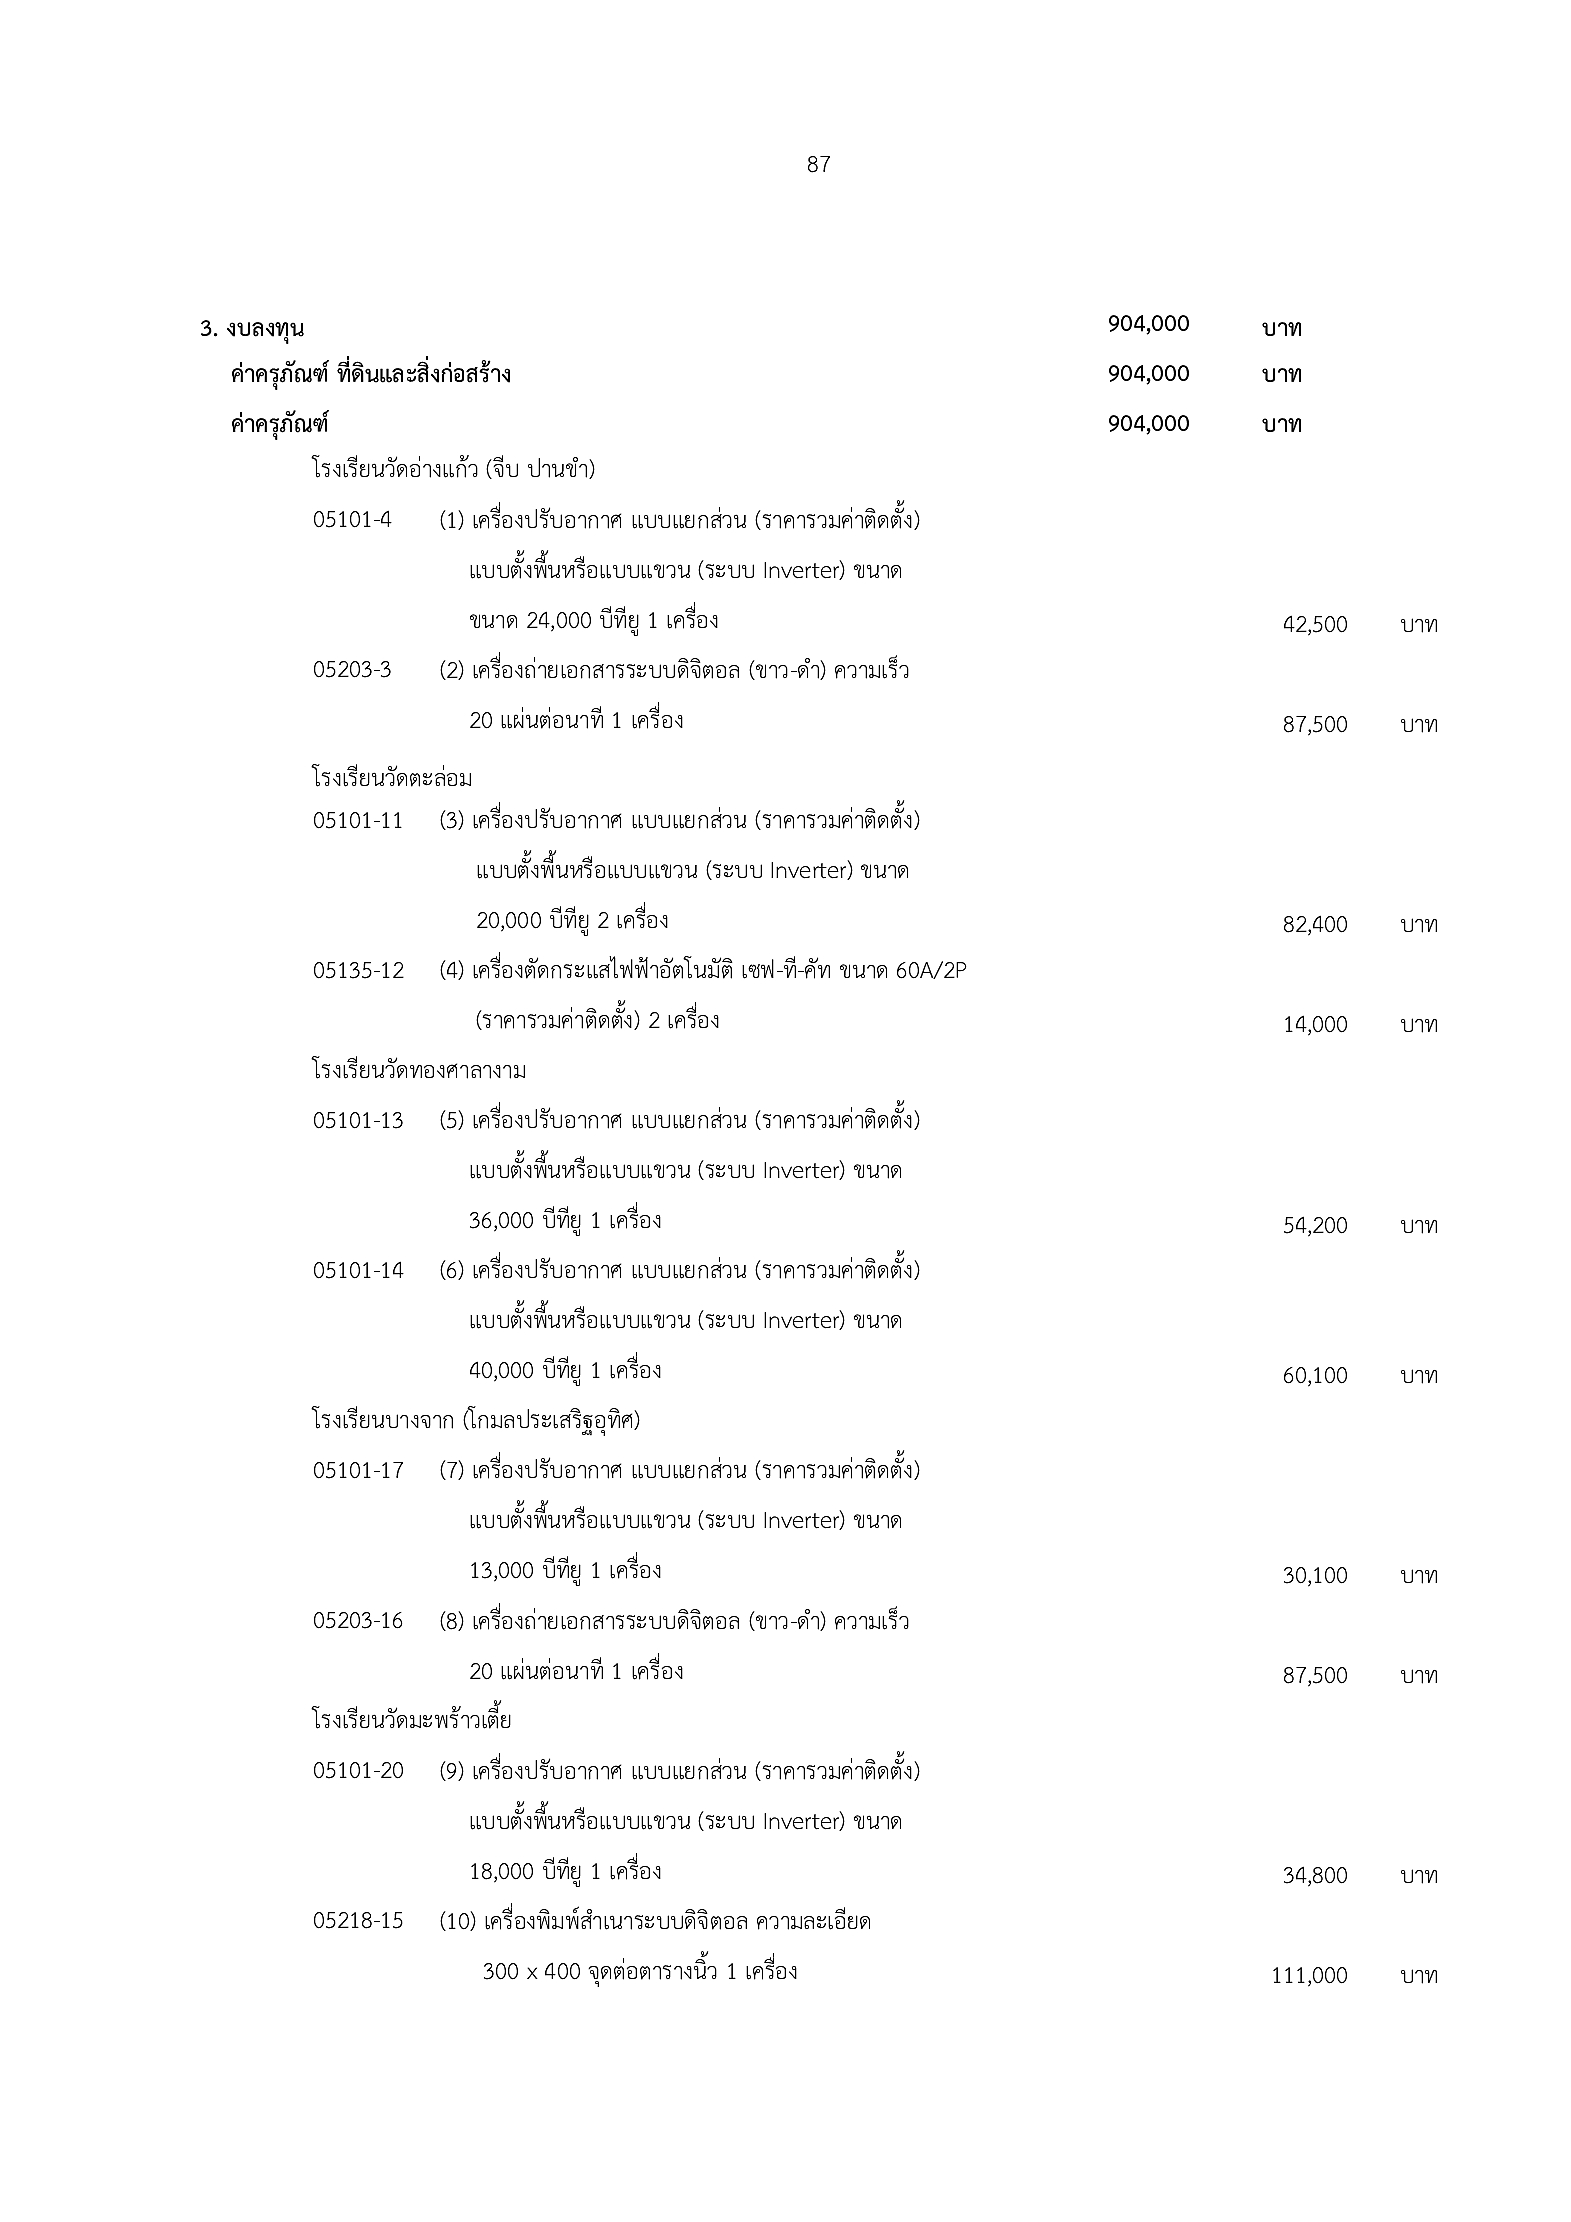 87
3. งบลงทุน 904,000 บาท
ค่าครุภัณฑ์ ที่ดินและสิ่งก่อสร้าง 904,000 บาท
ค่าครุภัณฑ์ 904,000 บาท
โรงเรียนวัดอ่างแก้ว (จีบ ปานขำ)
05101-4 (1) เครื่องปรับอากาศ แบบแยกส่วน (ราคารวมค่าติดตั้ง)
แบบตั้งพื้นหรือแบบแขวน (ระบบ Inverter) ขนาด
ขนาด 24,000 บีทียู 1 เครื่อง 42,500 บาท
05203-3 (2) เครื่องถ่ายเอกสารระบบดิจิตอล (ขาว-ดำ) ความเร็ว
20 แผ่นต่อนาที 1 เครื่อง 87,500 บาท
โรงเรียนวัดตะล่อม
05101-11 (3) เครื่องปรับอากาศ แบบแยกส่วน (ราคารวมค่าติดตั้ง)
แบบตั้งพื้นหรือแบบแขวน (ระบบ Inverter) ขนาด
20,000 บีทียู 2 เครื่อง 82,400 บาท
05135-12 (4) เครื่องตัดกระแสไฟฟ้าอัตโนมัติ เซฟ-ที-คัท ขนาด 60A/2P
(ราคารวมค่าติดตั้ง) 2 เครื่อง 14,000 บาท
โรงเรียนวัดทองศาลางาม
05101-13 (5) เครื่องปรับอากาศ แบบแยกส่วน (ราคารวมค่าติดตั้ง)
แบบตั้งพื้นหรือแบบแขวน (ระบบ Inverter) ขนาด
36,000 บีทียู 1 เครื่อง 54,200 บาท
05101-14 (6) เครื่องปรับอากาศ แบบแยกส่วน (ราคารวมค่าติดตั้ง)
แบบตั้งพื้นหรือแบบแขวน (ระบบ Inverter) ขนาด
40,000 บีทียู 1 เครื่อง 60,100 บาท
โรงเรียนบางจาก (โกมลประเสริฐอุทิศ)
05101-17 (7) เครื่องปรับอากาศ แบบแยกส่วน (ราคารวมค่าติดตั้ง)
แบบตั้งพื้นหรือแบบแขวน (ระบบ Inverter) ขนาด
13,000 บีทียู 1 เครื่อง 30,100 บาท
05203-16 (8) เครื่องถ่ายเอกสารระบบดิจิตอล (ขาว-ดำ) ความเร็ว
20 แผ่นต่อนาที 1 เครื่อง 87,500 บาท
โรงเรียนวัดมะพร้าวเตี้ย
05101-20 (9) เครื่องปรับอากาศ แบบแยกส่วน (ราคารวมค่าติดตั้ง)
แบบตั้งพื้นหรือแบบแขวน (ระบบ Inverter) ขนาด
18,000 บีทียู 1 เครื่อง 34,800 บาท
05218-15 (10) เครื่องพิมพ์สำเนาระบบดิจิตอล ความละเอียด
300 x 400 จุดต่อตารางนิ้ว 1 เครื่อง 111,000 บาท